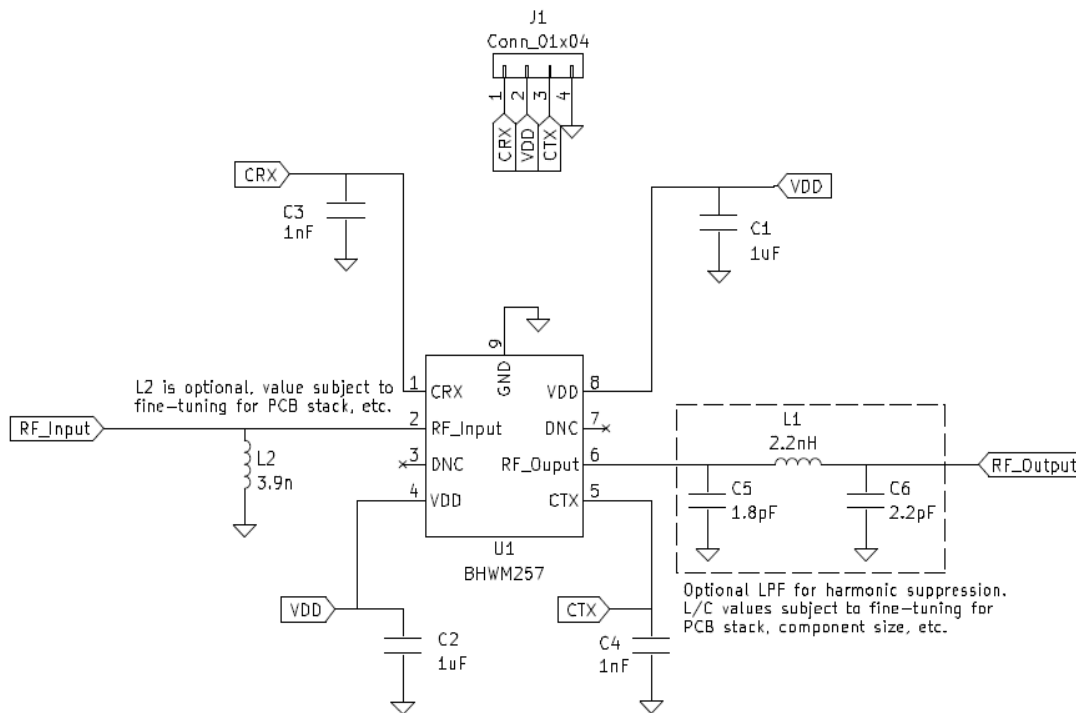 J1
Conn_01x04
1
2
3
4
CRX
VDD
CTX
CRX
C3
1nF
VDD
C1
1uF
9
GND
L2 is optional, value subject to
fine-tuning for PCB stack, etc.
1
CRX
VDD
8
RF_Input
2
RF_Input
DNC
7
L1
2.2nH
3
DNC
RF_Ouput
6
RF_Output
L2
3.9n
4
VDD
CTX
5
C5
1.8pF
C6
2.2pF
U1
BHWM257
Optional LPF for harmonic suppression.
L/C values subject to fine-tuning for
PCB stack, component size, etc.
VDD
C2
1uF
CTX
C4
1nF